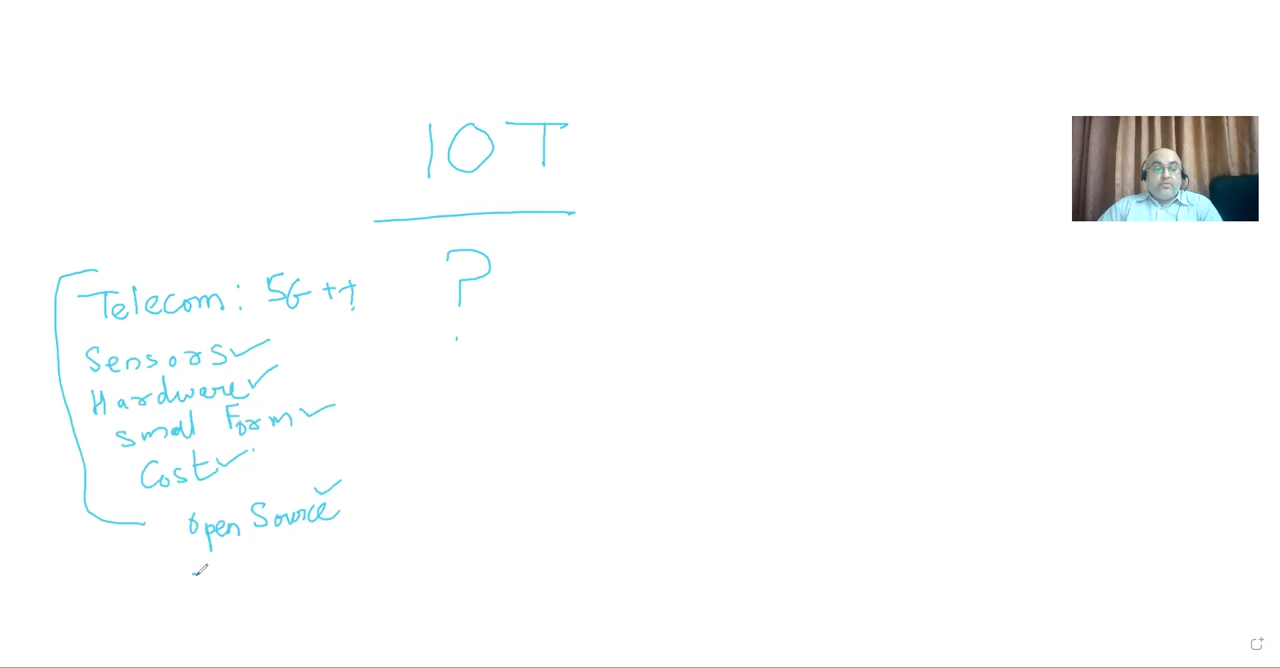 IOT
?
Telecom: 5G++
Sensors
Hardware
Small Form
Cost
Open Source